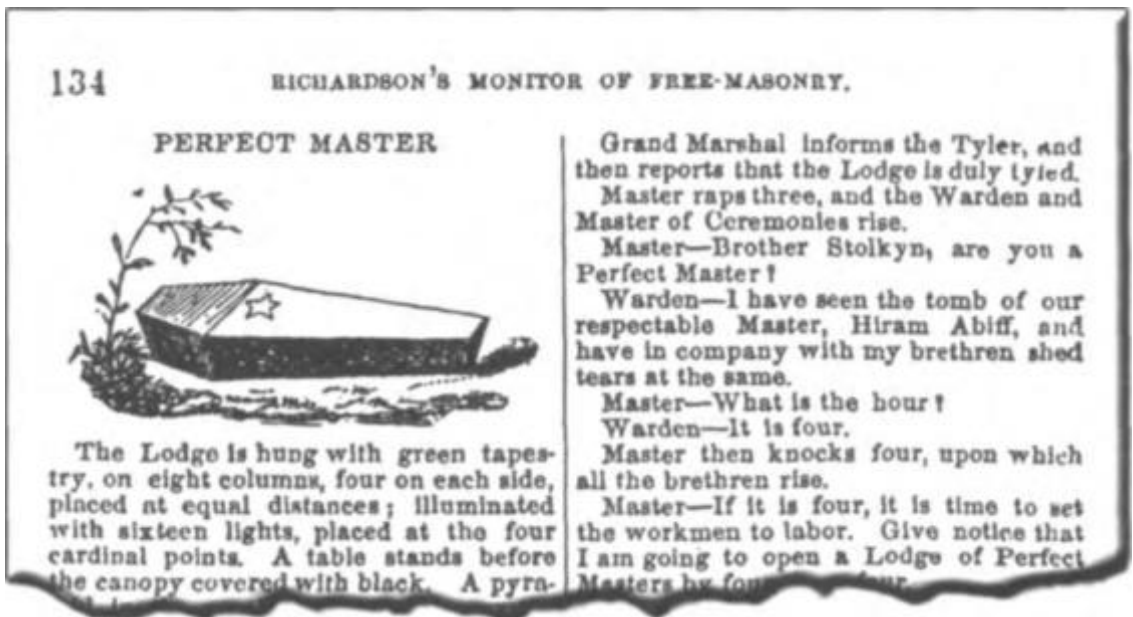 134
RICHARDSON'S MONITOR OF FREE-MASONRY.
PERFECT MASTER
The Lodge is hung with green tapes-
try, on eight columns, four on each side,
placed at equal distances; illuminated
with sixteen lights, placed at the four
cardinal points. A table stands before
the canopy covered with black. A pyra-
Grand Marshal informs the Tyler, and
then reports that the Lodge is duly tyled.
Master raps three, and the Warden and
Master of Ceremonies rise.
Master—Brother Stolkyn, are you a
Perfect Master?
Warden—I have seen the tomb of our
respectable Master, Hiram Abiff, and
have in company with my brethren shed
tears at the same.
Master—What is the hour?
Warden—It is four.
Master then knocks four, upon which
all the brethren rise.
Master—If it is four, it is time to set
the workmen to labor. Give notice that
I am going to open a Lodge of Perfect
Masters by four